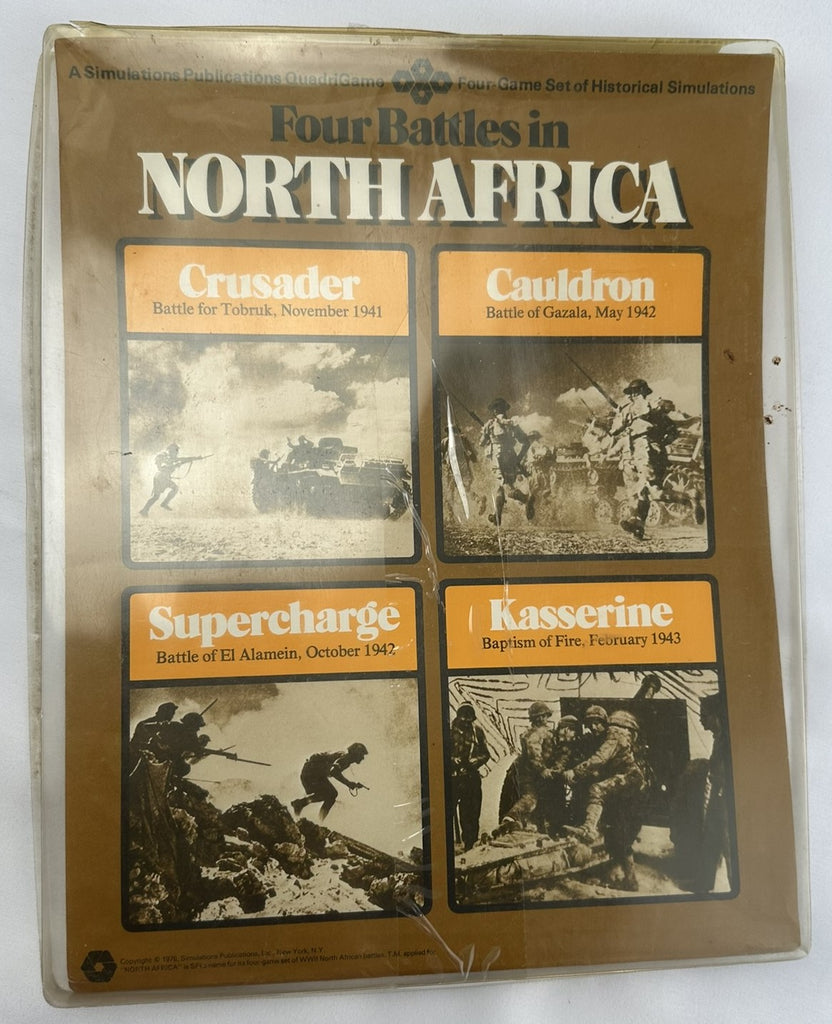 A Simulations Publications QuadriGame Four-Game Set of Historical Simulations
Four Battles in
NORTH AFRICA
Crusader
Battle for Tobruk, November 1941
Cauldron
Battle of Gazala, May 1942
Supercharge
Battle of El Alamein, October 1942
Kasserine
Baptism of Fire, February 1943
Copyright © 1976, Simulations Publications, Inc., New York, N.Y.
"NORTH AFRICA" is SPI's name for its four-game set of WWII North African battles. T.M. applied for.